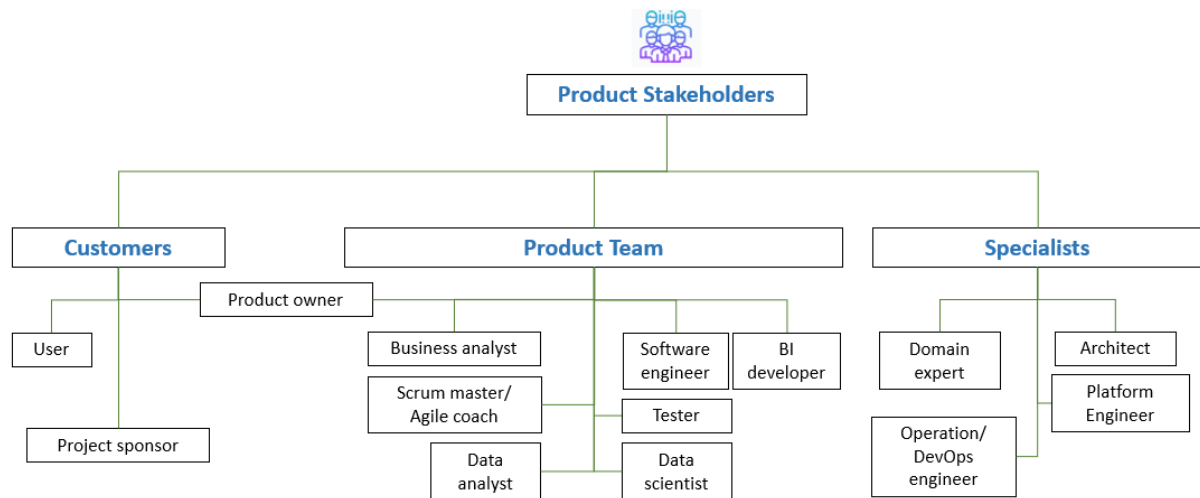 Product Stakeholders
Customers
Product Team
Specialists
Product owner
User
Project sponsor
Business analyst
Software
engineer
BI
developer
Scrum master/
Agile coach
Tester
Data
analyst
Data
scientist
Domain
expert
Architect
Platform
Engineer
Operation/
DevOps
engineer